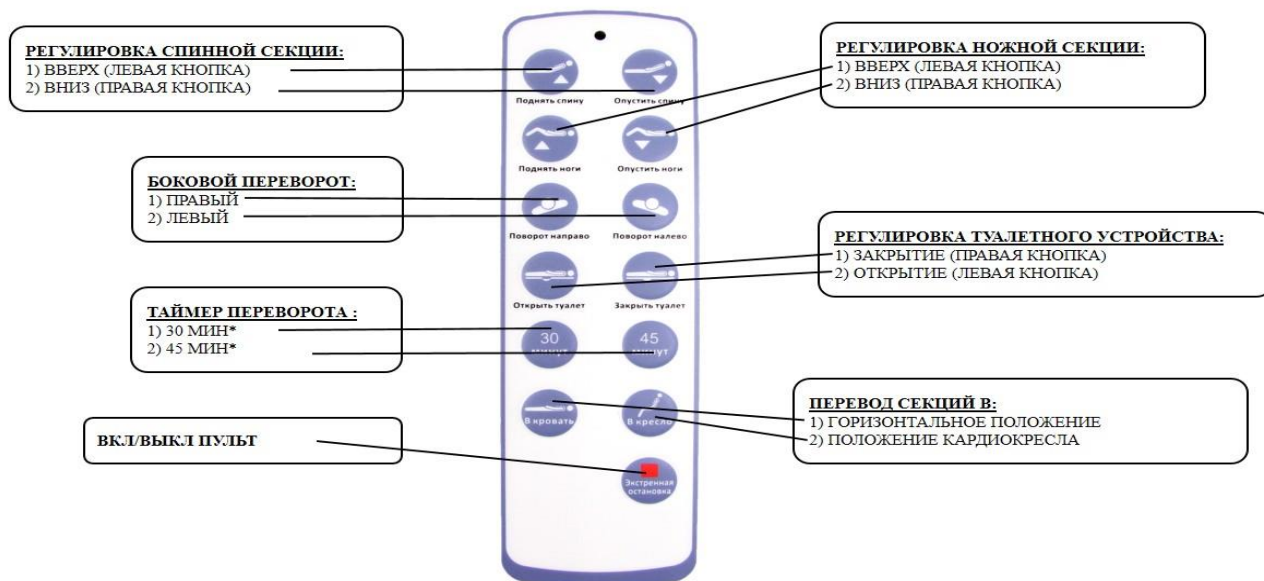 РЕГУЛИРОВКА СПИННОЙ СЕКЦИИ:
1) ВВЕРХ (ЛЕВАЯ КНОПКА)
2) ВНИЗ (ПРАВАЯ КНОПКА)
РЕГУЛИРОВКА НОЖНОЙ СЕКЦИИ:
1) ВВЕРХ (ЛЕВАЯ КНОПКА)
2) ВНИЗ (ПРАВАЯ КНОПКА)
БОКОВОЙ ПЕРЕВОРОТ:
1) ПРАВЫЙ
2) ЛЕВЫЙ
РЕГУЛИРОВКА ТУАЛЕТНОГО УСТРОЙСТВА:
1) ЗАКРЫТИЕ (ПРАВАЯ КНОПКА)
2) ОТКРЫТИЕ (ЛЕВАЯ КНОПКА)
ТАЙМЕР ПЕРЕВОРОТА :
1) 30 МИН*
2) 45 МИН*
ПЕРЕВОД СЕКЦИЙ В:
1) ГОРИЗОНТАЛЬНОЕ ПОЛОЖЕНИЕ
2) ПОЛОЖЕНИЕ КАРДИОКРЕСЛА
ВКЛ/ВЫКЛ ПУЛЬТ
Поднять спину
Опустить спину
Поднять ноги
Опустить ноги
Поворот направо
Поворот налево
Открыть туалет
Закрыть туалет
30
минут
45
минут
В кровать
В кресло
Экстренная
остановка